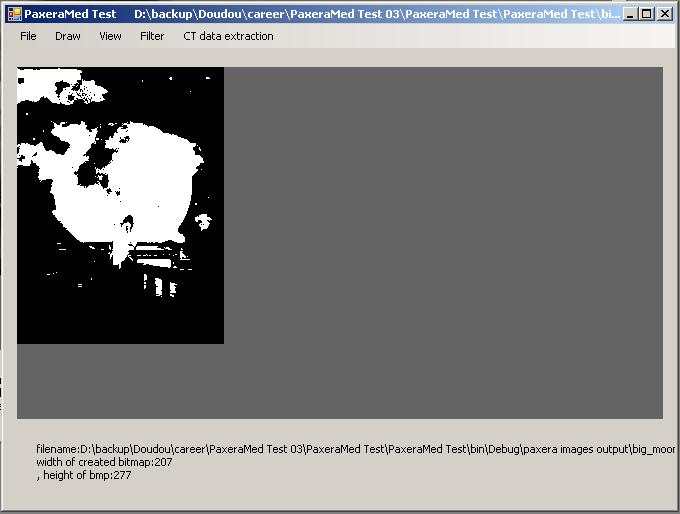 PaxeraMed Test D:\backup\Doudou\career\PaxeraMed Test 03\PaxeraMed Test\PaxeraMed Test\bi...
File Draw View Filter CT data extraction
filename:D:\backup\Doudou\career\PaxeraMed Test 03\PaxeraMed Test\PaxeraMed Test\bin\Debug\paxera images output\big_moon
width of created bitmap:207
, height of bmp:277